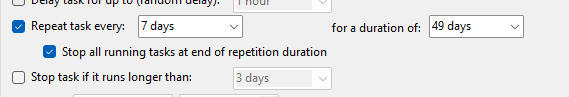 Delay task for up to (random delay): 1 hour
Repeat task every: 7 days for a duration of: 49 days
Stop all running tasks at end of repetition duration
Stop task if it runs longer than: 3 days